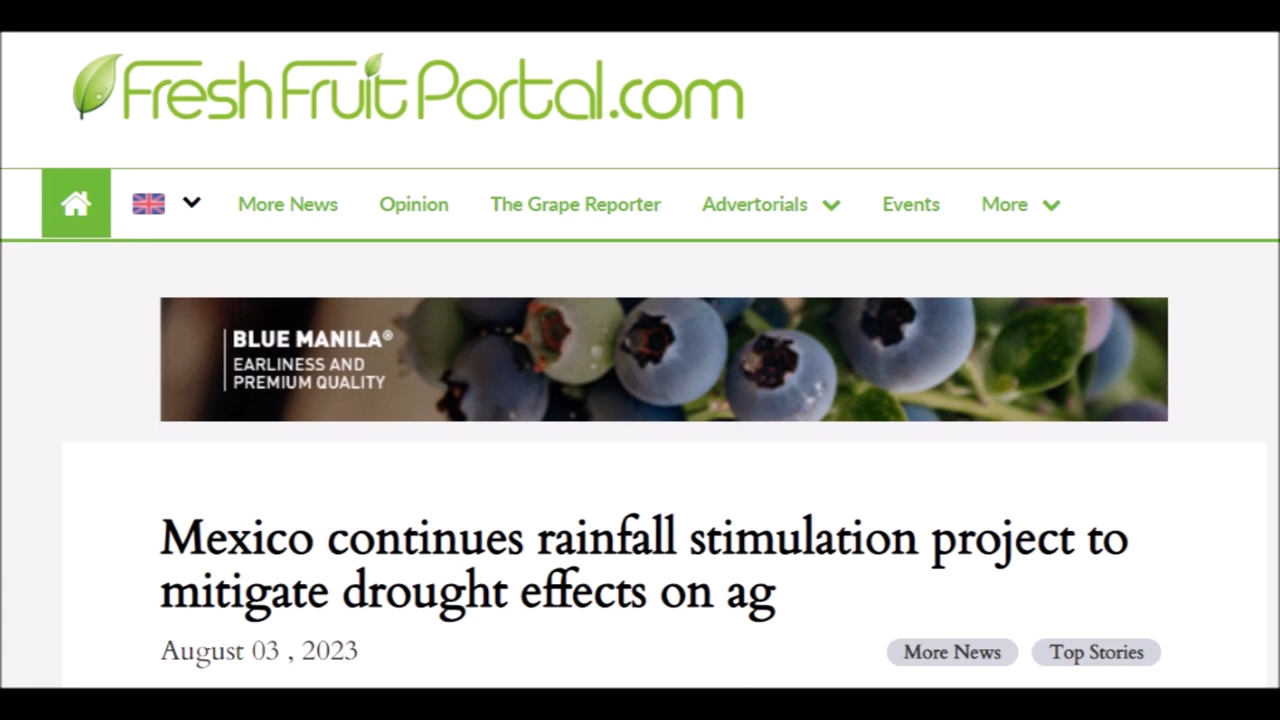 FreshFruitPortal.com
More News Opinion The Grape Reporter Advertorials Events More
BLUE MANILA®
EARLINESS AND
PREMIUM QUALITY
Mexico continues rainfall stimulation project to
mitigate drought effects on ag
August 03 , 2023 More News Top Stories